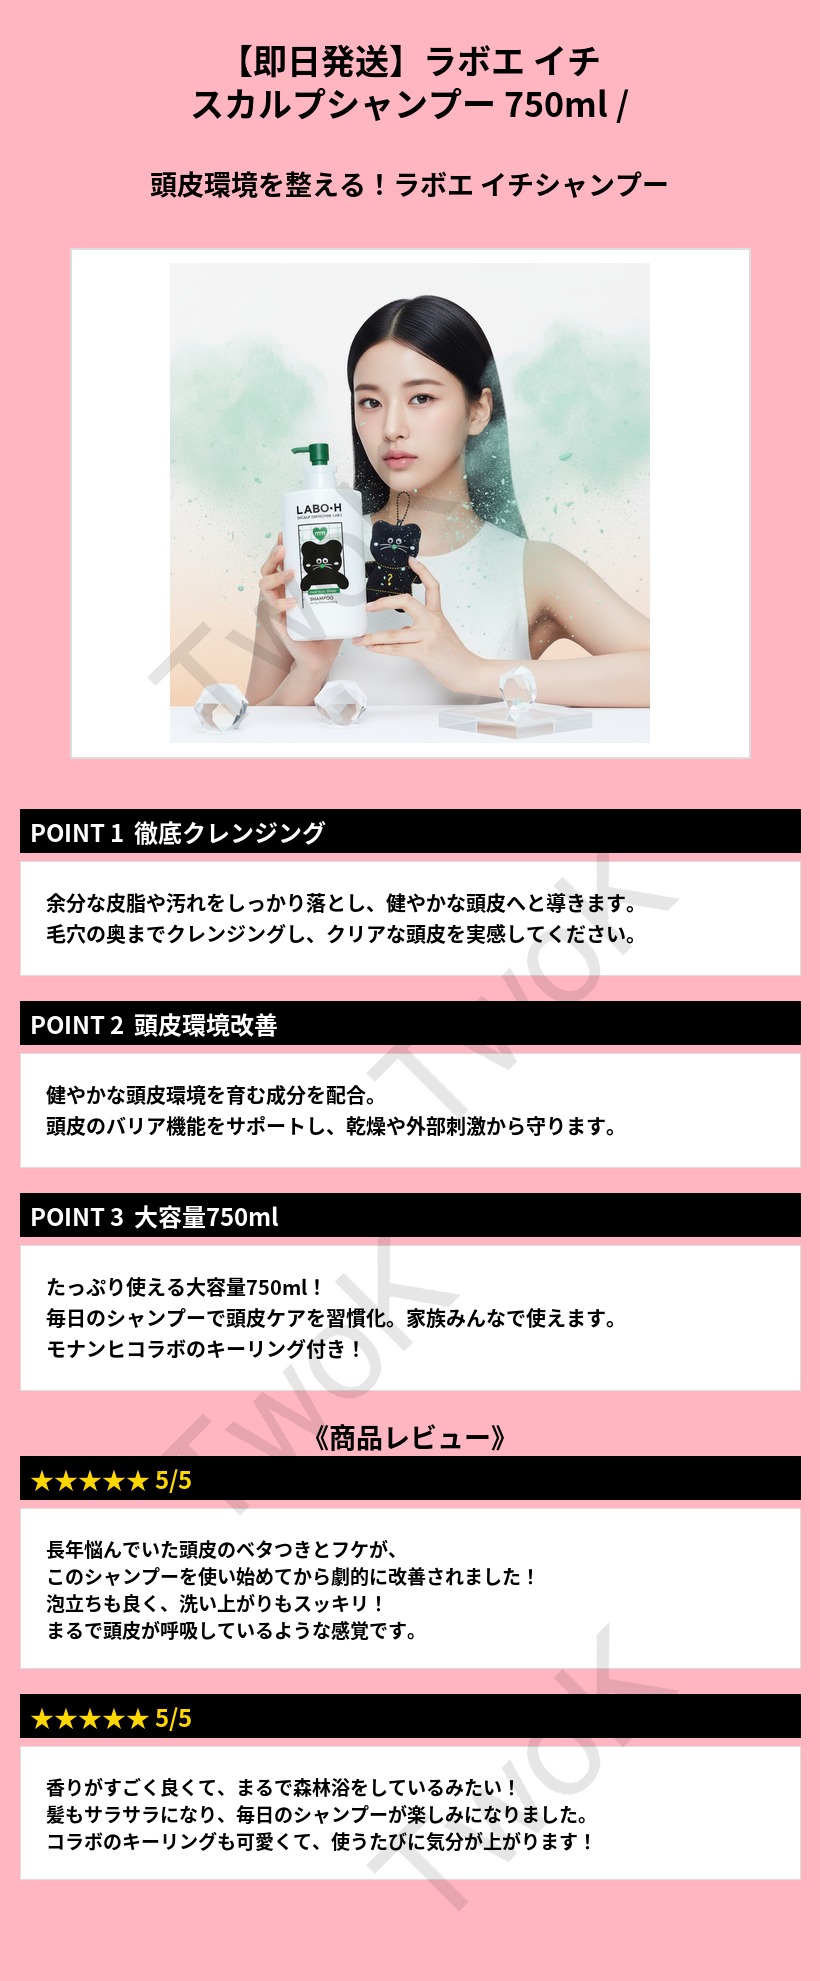 【即日発送】ラボエ イチ
スカルプシャンプー 750ml /
頭皮環境を整える！ラボエ イチシャンプー
LABO-H
SHAMPOO
TwoK
POINT 1 徹底クレンジング
余分な皮脂や汚れをしっかり落とし、健やかな頭皮へと導きます。
毛穴の奥までクレンジングし、クリアな頭皮を実感してください。
TwoK
POINT 2 頭皮環境改善
健やかな頭皮環境を育む成分を配合。
頭皮のバリア機能をサポートし、乾燥や外部刺激から守ります。
POINT 3 大容量750ml
たっぷり使える大容量750ml！
毎日のシャンプーで頭皮ケアを習慣化。家族みんなで使えます。
モナンヒコラボのキーリング付き！
TwoK
《商品レビュー》
★★★★★ 5/5
長年悩んでいた頭皮のベタつきとフケが、
このシャンプーを使い始めてから劇的に改善されました！
泡立ちも良く、洗い上がりもスッキリ！
まるで頭皮が呼吸しているような感覚です。
★★★★★ 5/5
香りがすごく良くて、まるで森林浴をしているみたい！
髪もサラサラになり、毎日のシャンプーが楽しみになりました。
コラボのキーリングも可愛くて、使うたびに気分が上がります！
TwoK